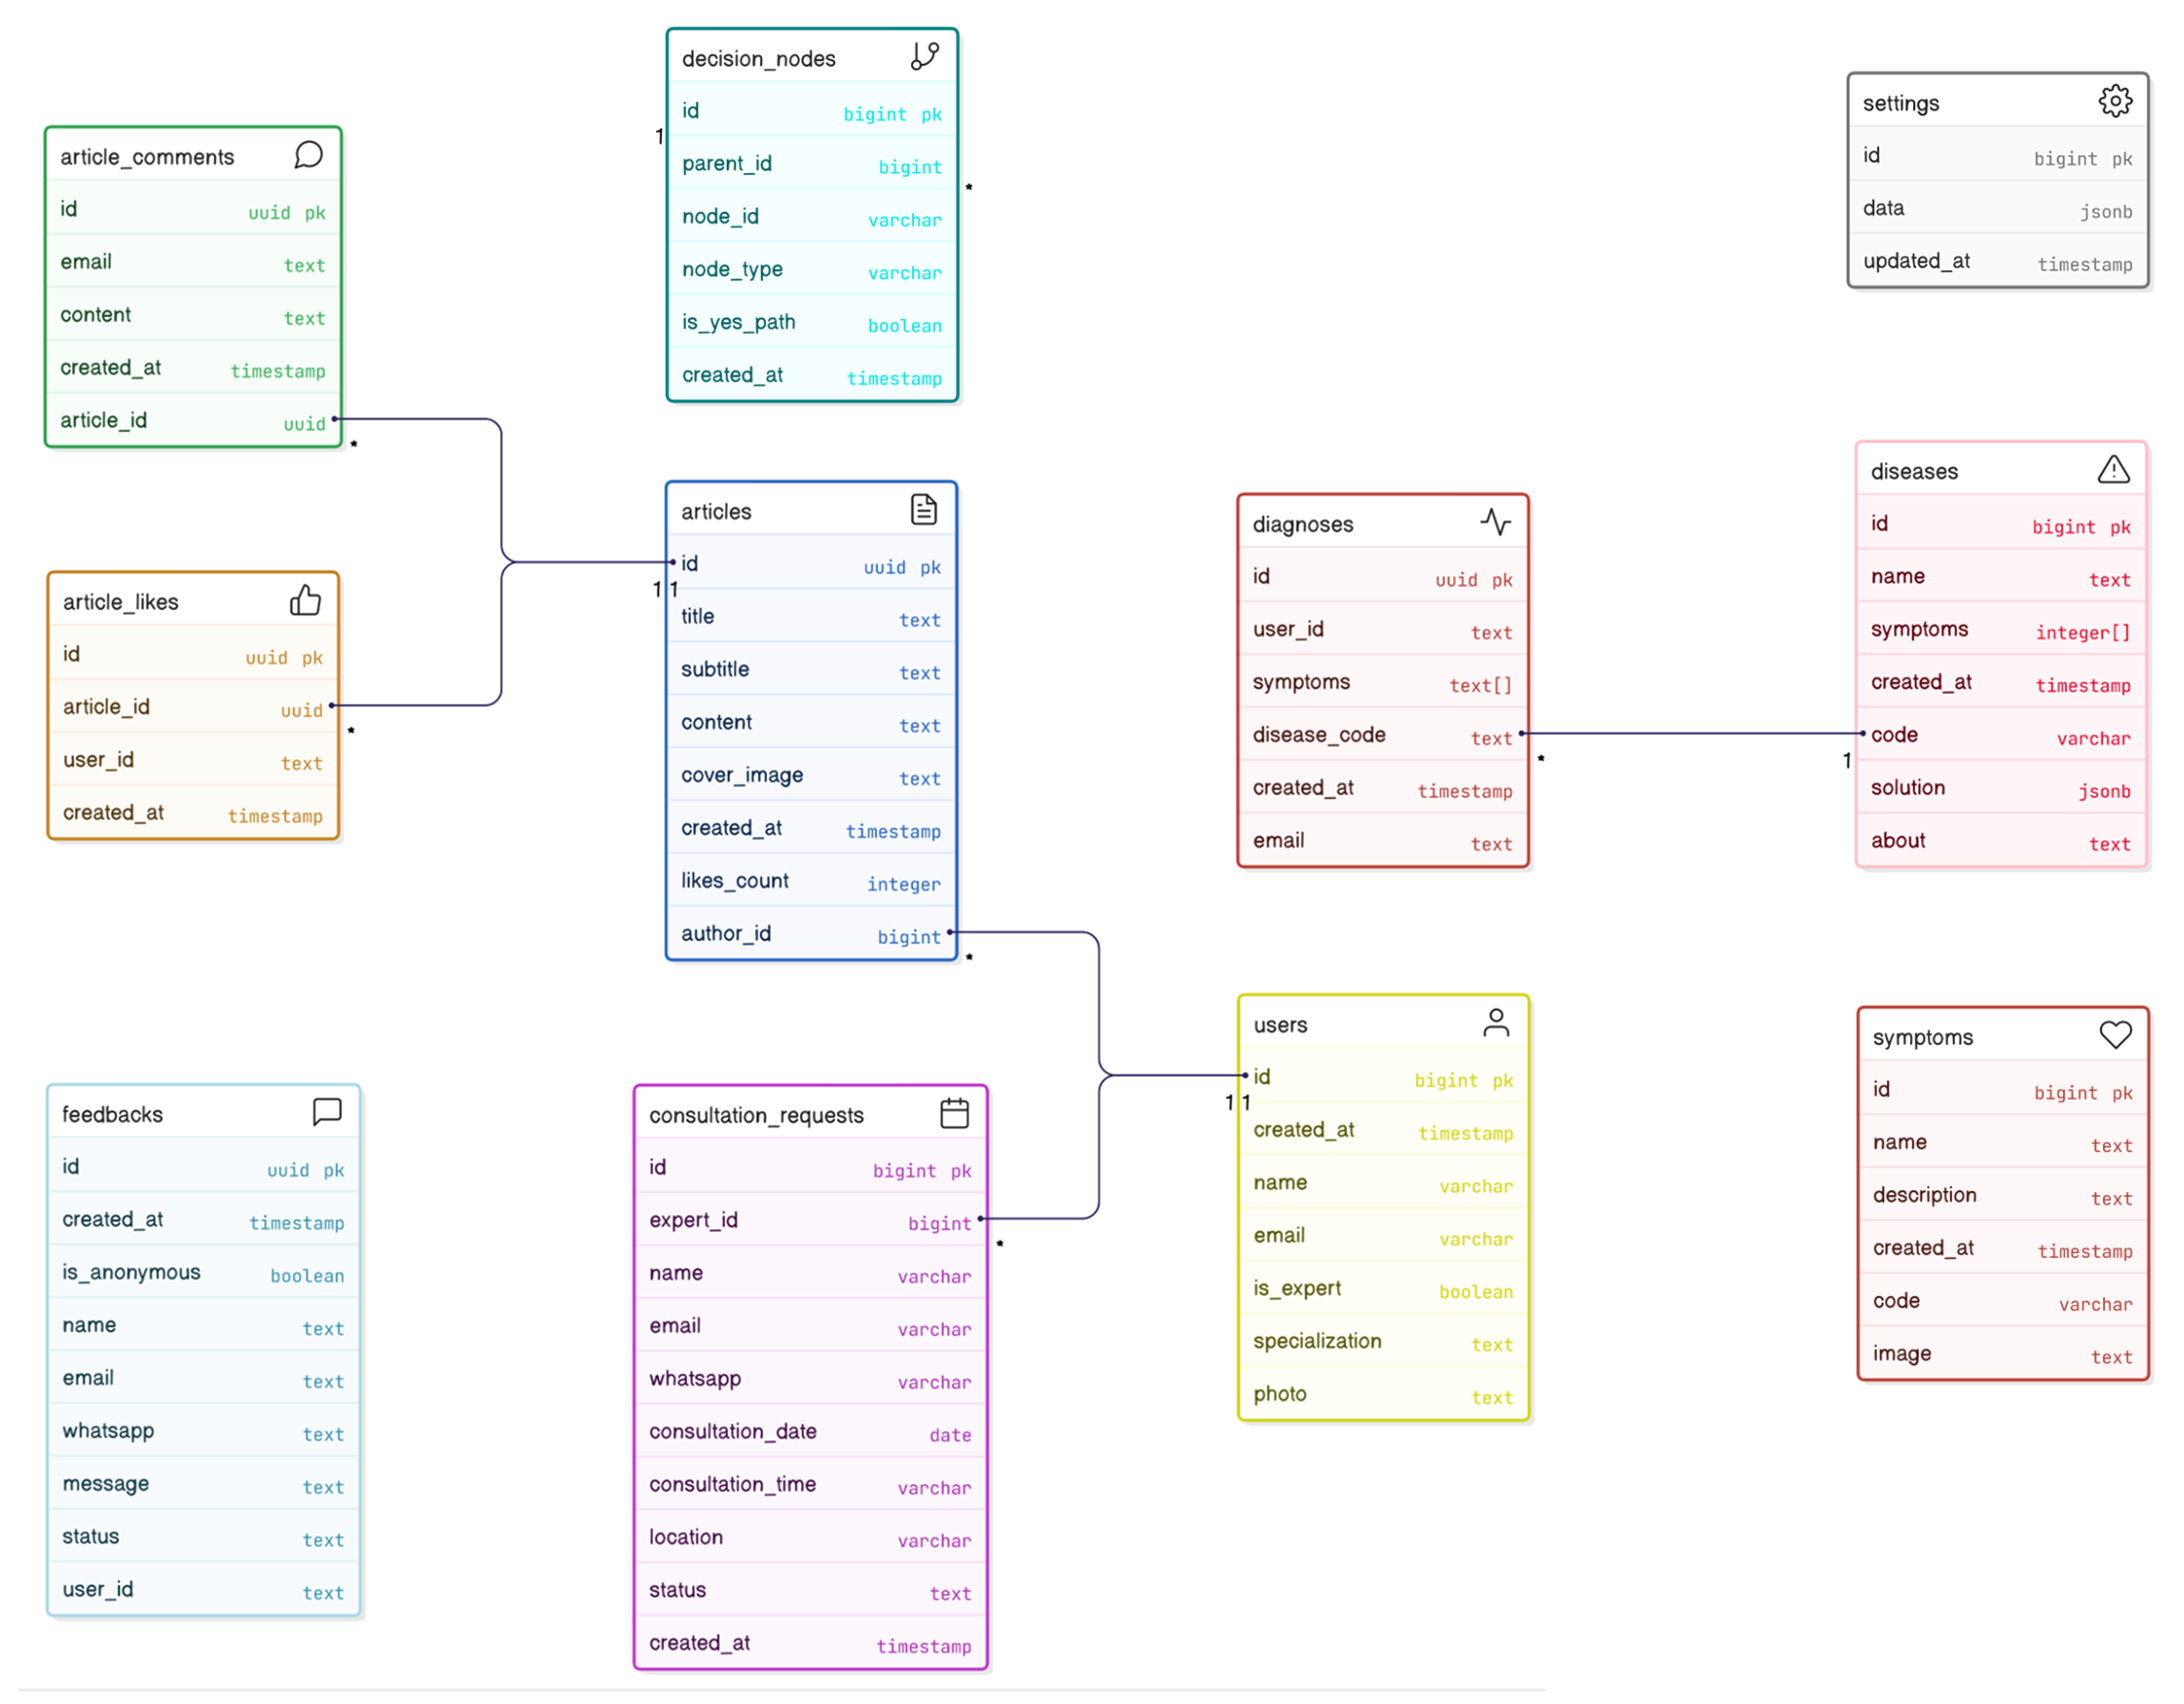 decision_nodes
id bigint pk
1
parent_id bigint
*
node_id varchar
node_type varchar
is_yes_path boolean
created_at timestamp
settings
id bigint pk
data jsonb
updated_at timestamp
article_comments
id uuid pk
email text
content text
created_at timestamp
article_id uuid
*
articles
id uuid pk
1 1
title text
subtitle text
content text
cover_image text
created_at timestamp
likes_count integer
author_id bigint
*
diagnoses
id uuid pk
user_id text
symptoms text[]
disease_code text
*
created_at timestamp
email text
diseases
id bigint pk
name text
symptoms integer[]
created_at timestamp
code varchar
1
solution jsonb
about text
article_likes
id uuid pk
article_id uuid
*
user_id text
created_at timestamp
users
id bigint pk
1 1
created_at timestamp
name varchar
email varchar
is_expert boolean
specialization text
photo text
symptoms
id bigint pk
name text
description text
created_at timestamp
code varchar
image text
feedbacks
id uuid pk
created_at timestamp
is_anonymous boolean
name text
email text
whatsapp text
message text
status text
user_id text
consultation_requests
id bigint pk
expert_id bigint
*
name varchar
email varchar
whatsapp varchar
consultation_date date
consultation_time varchar
location varchar
status text
created_at timestamp